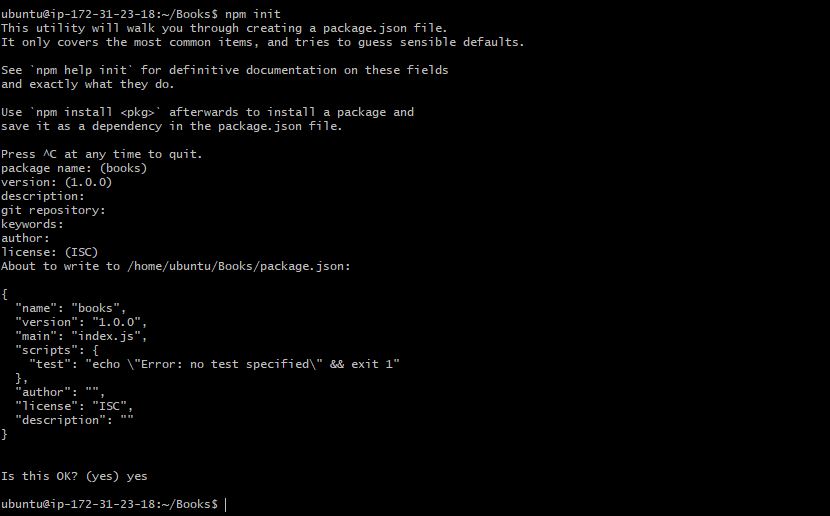 ubuntu@ip-172-31-23-18:~/Books$ npm init
This utility will walk you through creating a package.json file.
It only covers the most common items, and tries to guess sensible defaults.

See `npm help init` for definitive documentation on these fields
and exactly what they do.

Use `npm install <pkg>` afterwards to install a package and
save it as a dependency in the package.json file.

Press ^C at any time to quit.
package name: (books)
version: (1.0.0)
description:
git repository:
keywords:
author:
license: (ISC)
About to write to /home/ubuntu/Books/package.json:

{
  "name": "books",
  "version": "1.0.0",
  "main": "index.js",
  "scripts": {
    "test": "echo \"Error: no test specified\" && exit 1"
  },
  "author": "",
  "license": "ISC",
  "description": ""
}


Is this OK? (yes) yes

ubuntu@ip-172-31-23-18:~/Books$